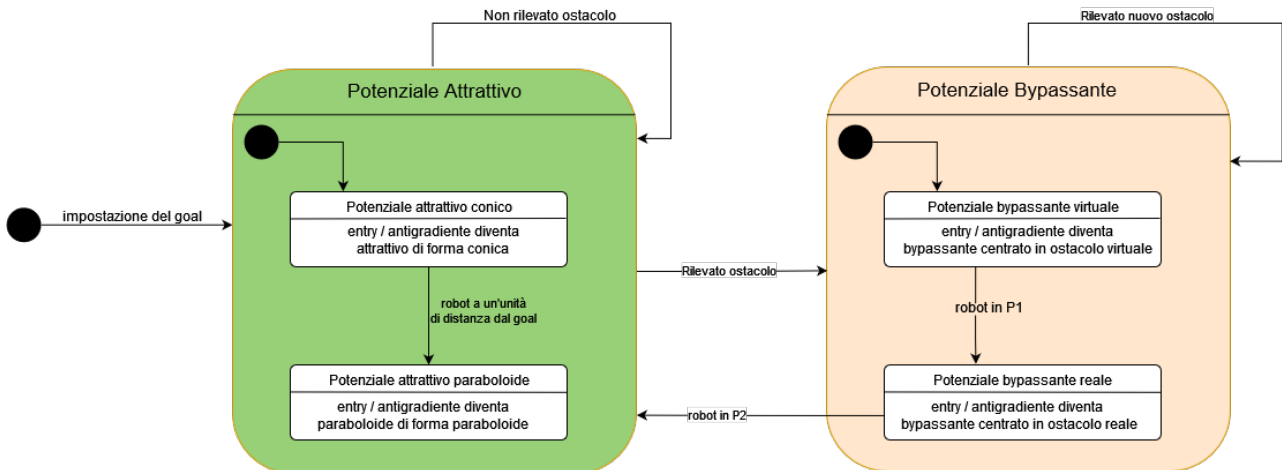 Non rilevato ostacolo
Rilevato nuovo ostacolo
Potenziale Attrattivo
Potenziale Bypassante
impostazione del goal
Potenziale attrattivo conico
entry / antigradiente diventa
attrattivo di forma conica
Potenziale bypassante virtuale
entry / antigradiente diventa
bypassante centrato in ostacolo virtuale
Rilevato ostacolo
robot a un'unità
di distanza dal goal
robot in P1
Potenziale attrattivo paraboloide
entry / antigradiente diventa
paraboloide di forma paraboloide
robot in P2
Potenziale bypassante reale
entry / antigradiente diventa
bypassante centrato in ostacolo reale